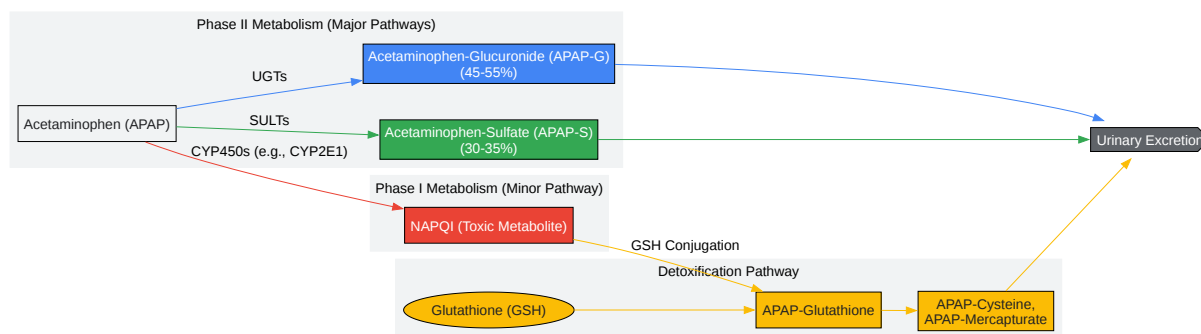 Phase II Metabolism (Major Pathways)
Acetaminophen-Glucuronide (APAP-G)
(45-55%)
UGTs
Acetaminophen (APAP)
SULTs
Acetaminophen-Sulfate (APAP-S)
(30-35%)
Urinary Excretion
CYP450s (e.g., CYP2E1)
Phase I Metabolism (Minor Pathway)
NAPQI (Toxic Metabolite)
GSH Conjugation
Detoxification Pathway
Glutathione (GSH)
APAP-Glutathione
APAP-Cysteine,
APAP-Mercapturate